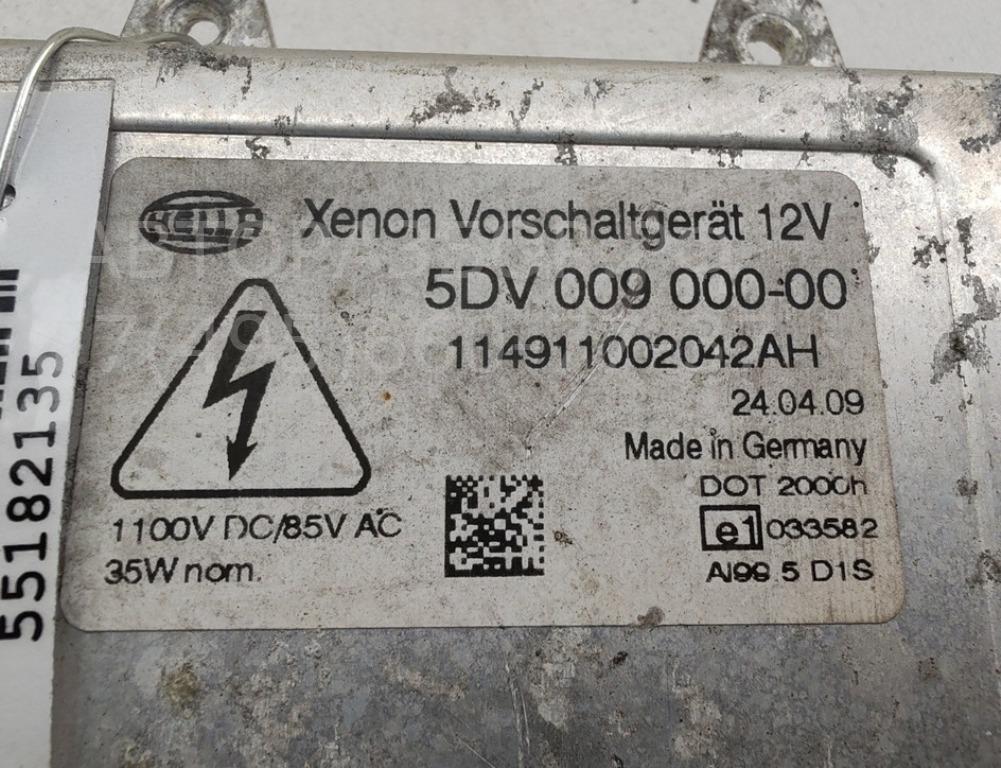 HELLA
Xenon Vorschaltgerät 12V
5DV 009 000-00
114911002042AH
24.04.09
Made in Germany
DOT 2000h
1100V DC/85V AC
e1 033582
35W nom.
AI99.5 D1S
55182135